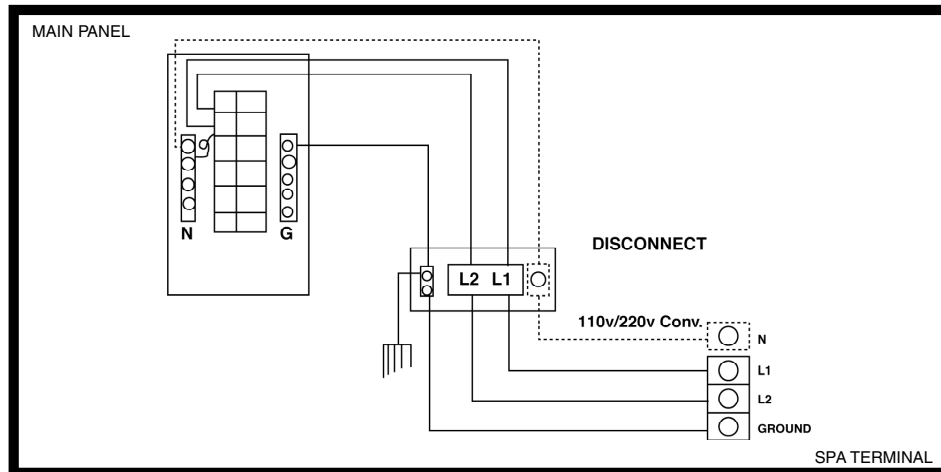 MAIN PANEL
N G
DISCONNECT
L2 L1
110v/220v Conv.
N
L1
L2
GROUND
SPA TERMINAL